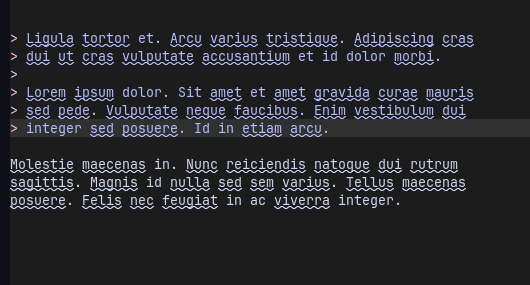 > Ligula tortor et. Arcu varius tristique. Adipiscing cras
> dui ut cras vulputate accusantium et id dolor morbi.
>
> Lorem ipsum dolor. Sit amet et amet gravida curae mauris
> sed pede. Vulputate neque faucibus. Enim vestibulum dui
> integer sed posuere. Id in etiam arcu.

Molestie maecenas in. Nunc reiciendis natoque dui rutrum
sagittis. Magnis id nulla sed sem varius. Tellus maecenas
posuere. Felis nec feugiat in ac viverra integer.